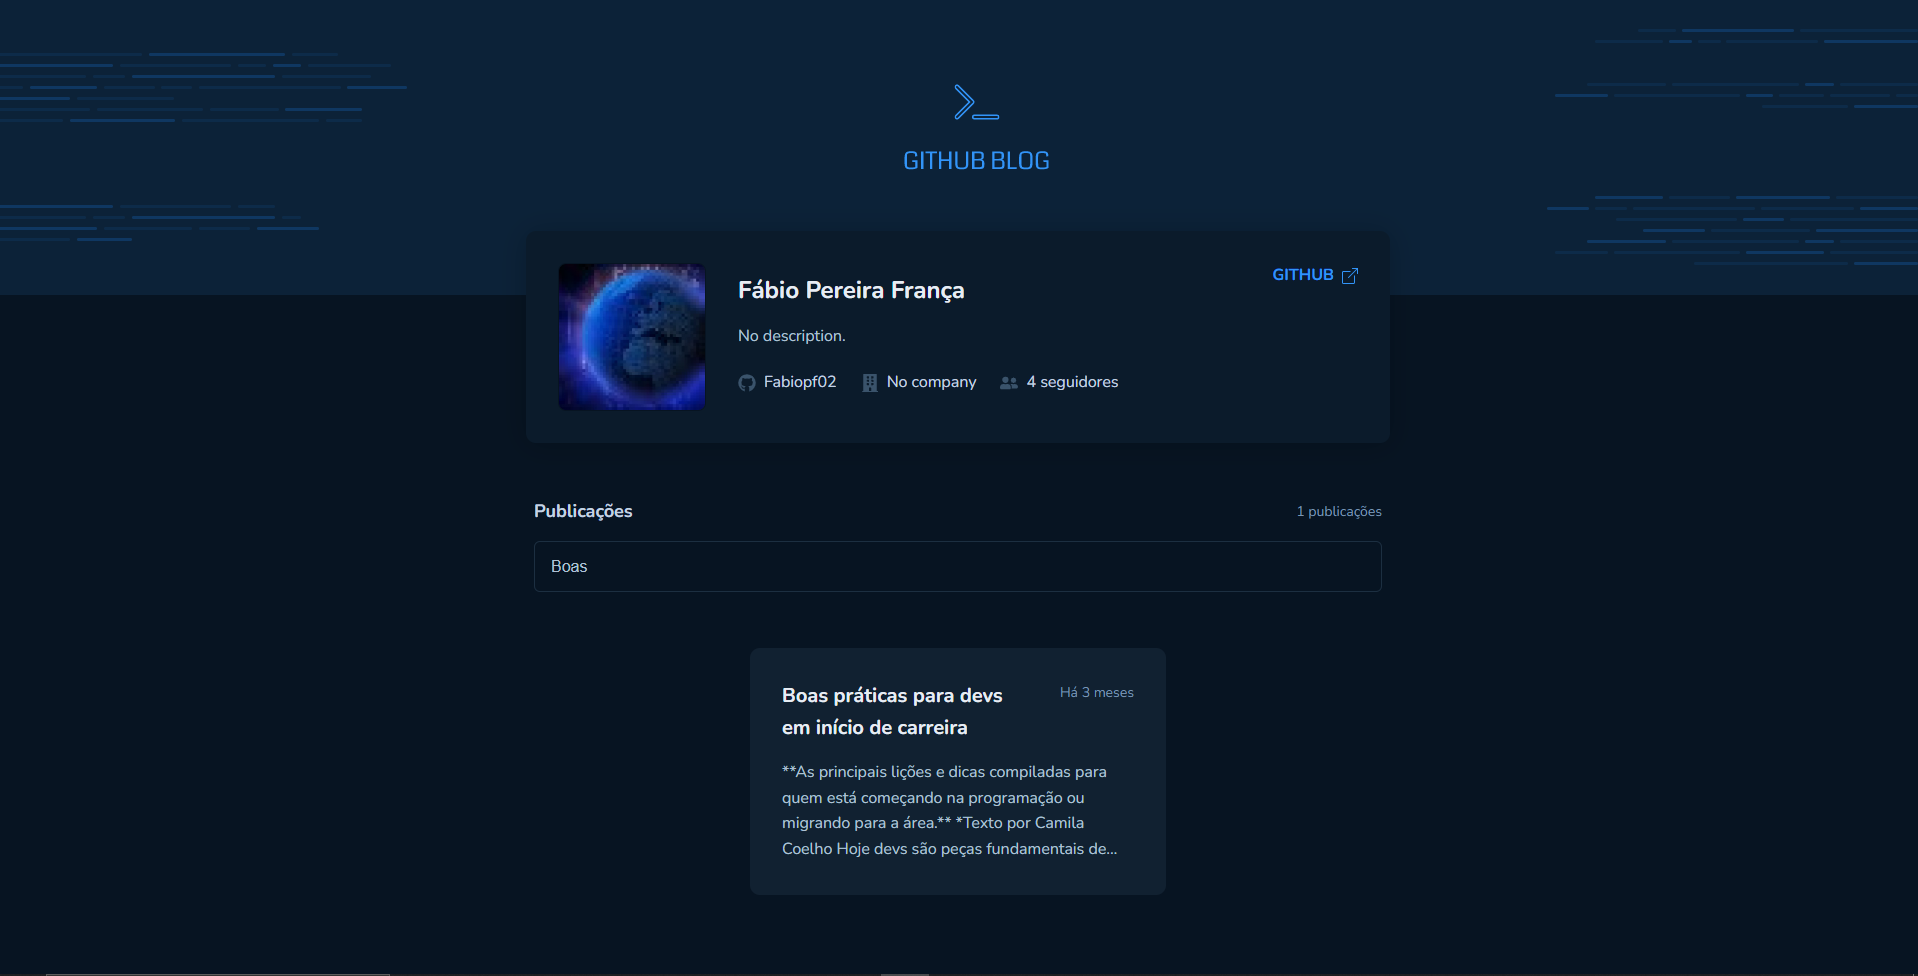 GITHUB BLOG
Fábio Pereira França
GITHUB
No description.
Fabiopf02 No company 4 seguidores
Publicações
1 publicações
Boas
Boas práticas para devs
em início de carreira
Há 3 meses
**As principais lições e dicas compiladas para
quem está começando na programação ou
migrando para a área.** *Texto por Camila
Coelho Hoje devs são peças fundamentais de...